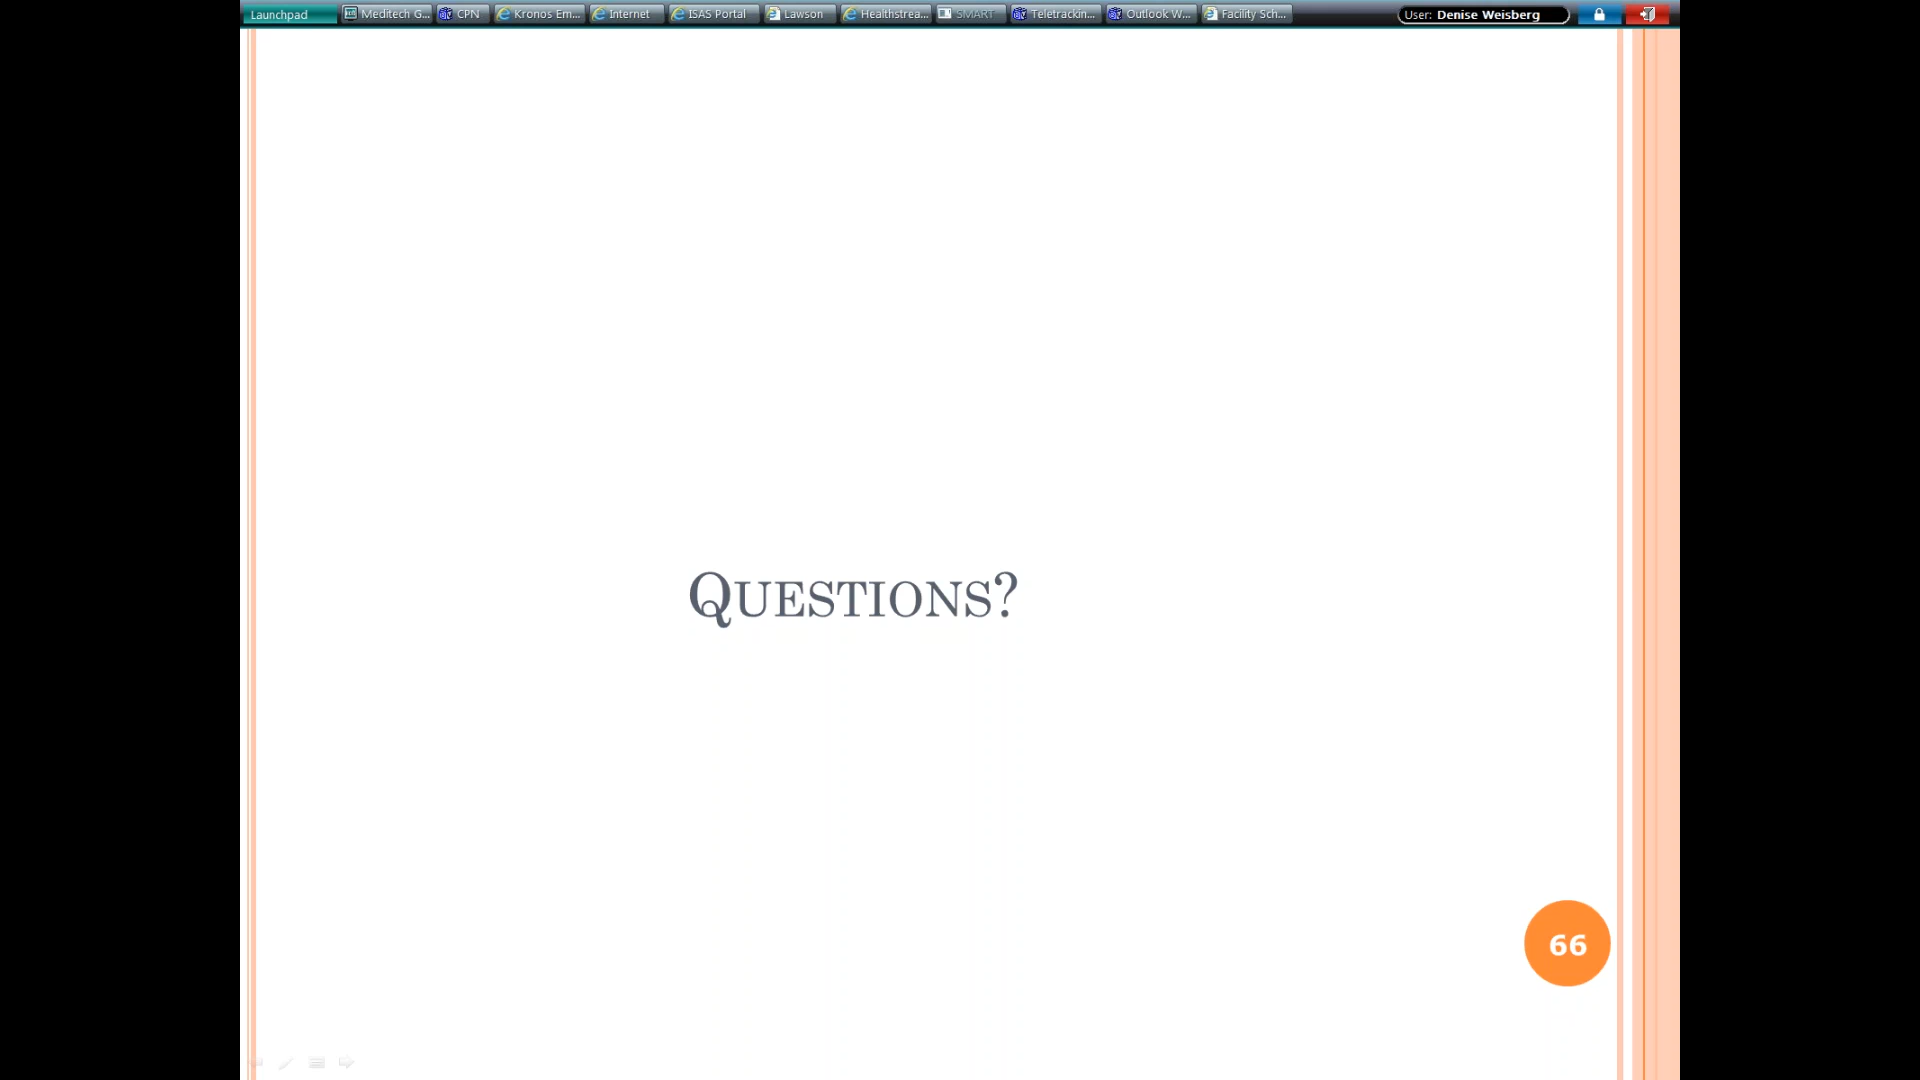 Launchpad Meditech G... CPN Kronos Em... Internet ISAS Portal Lawson Healthstrea... SMART Teletrackin... Outlook W... Facility Sch... User: Denise Weisberg
Questions?
66